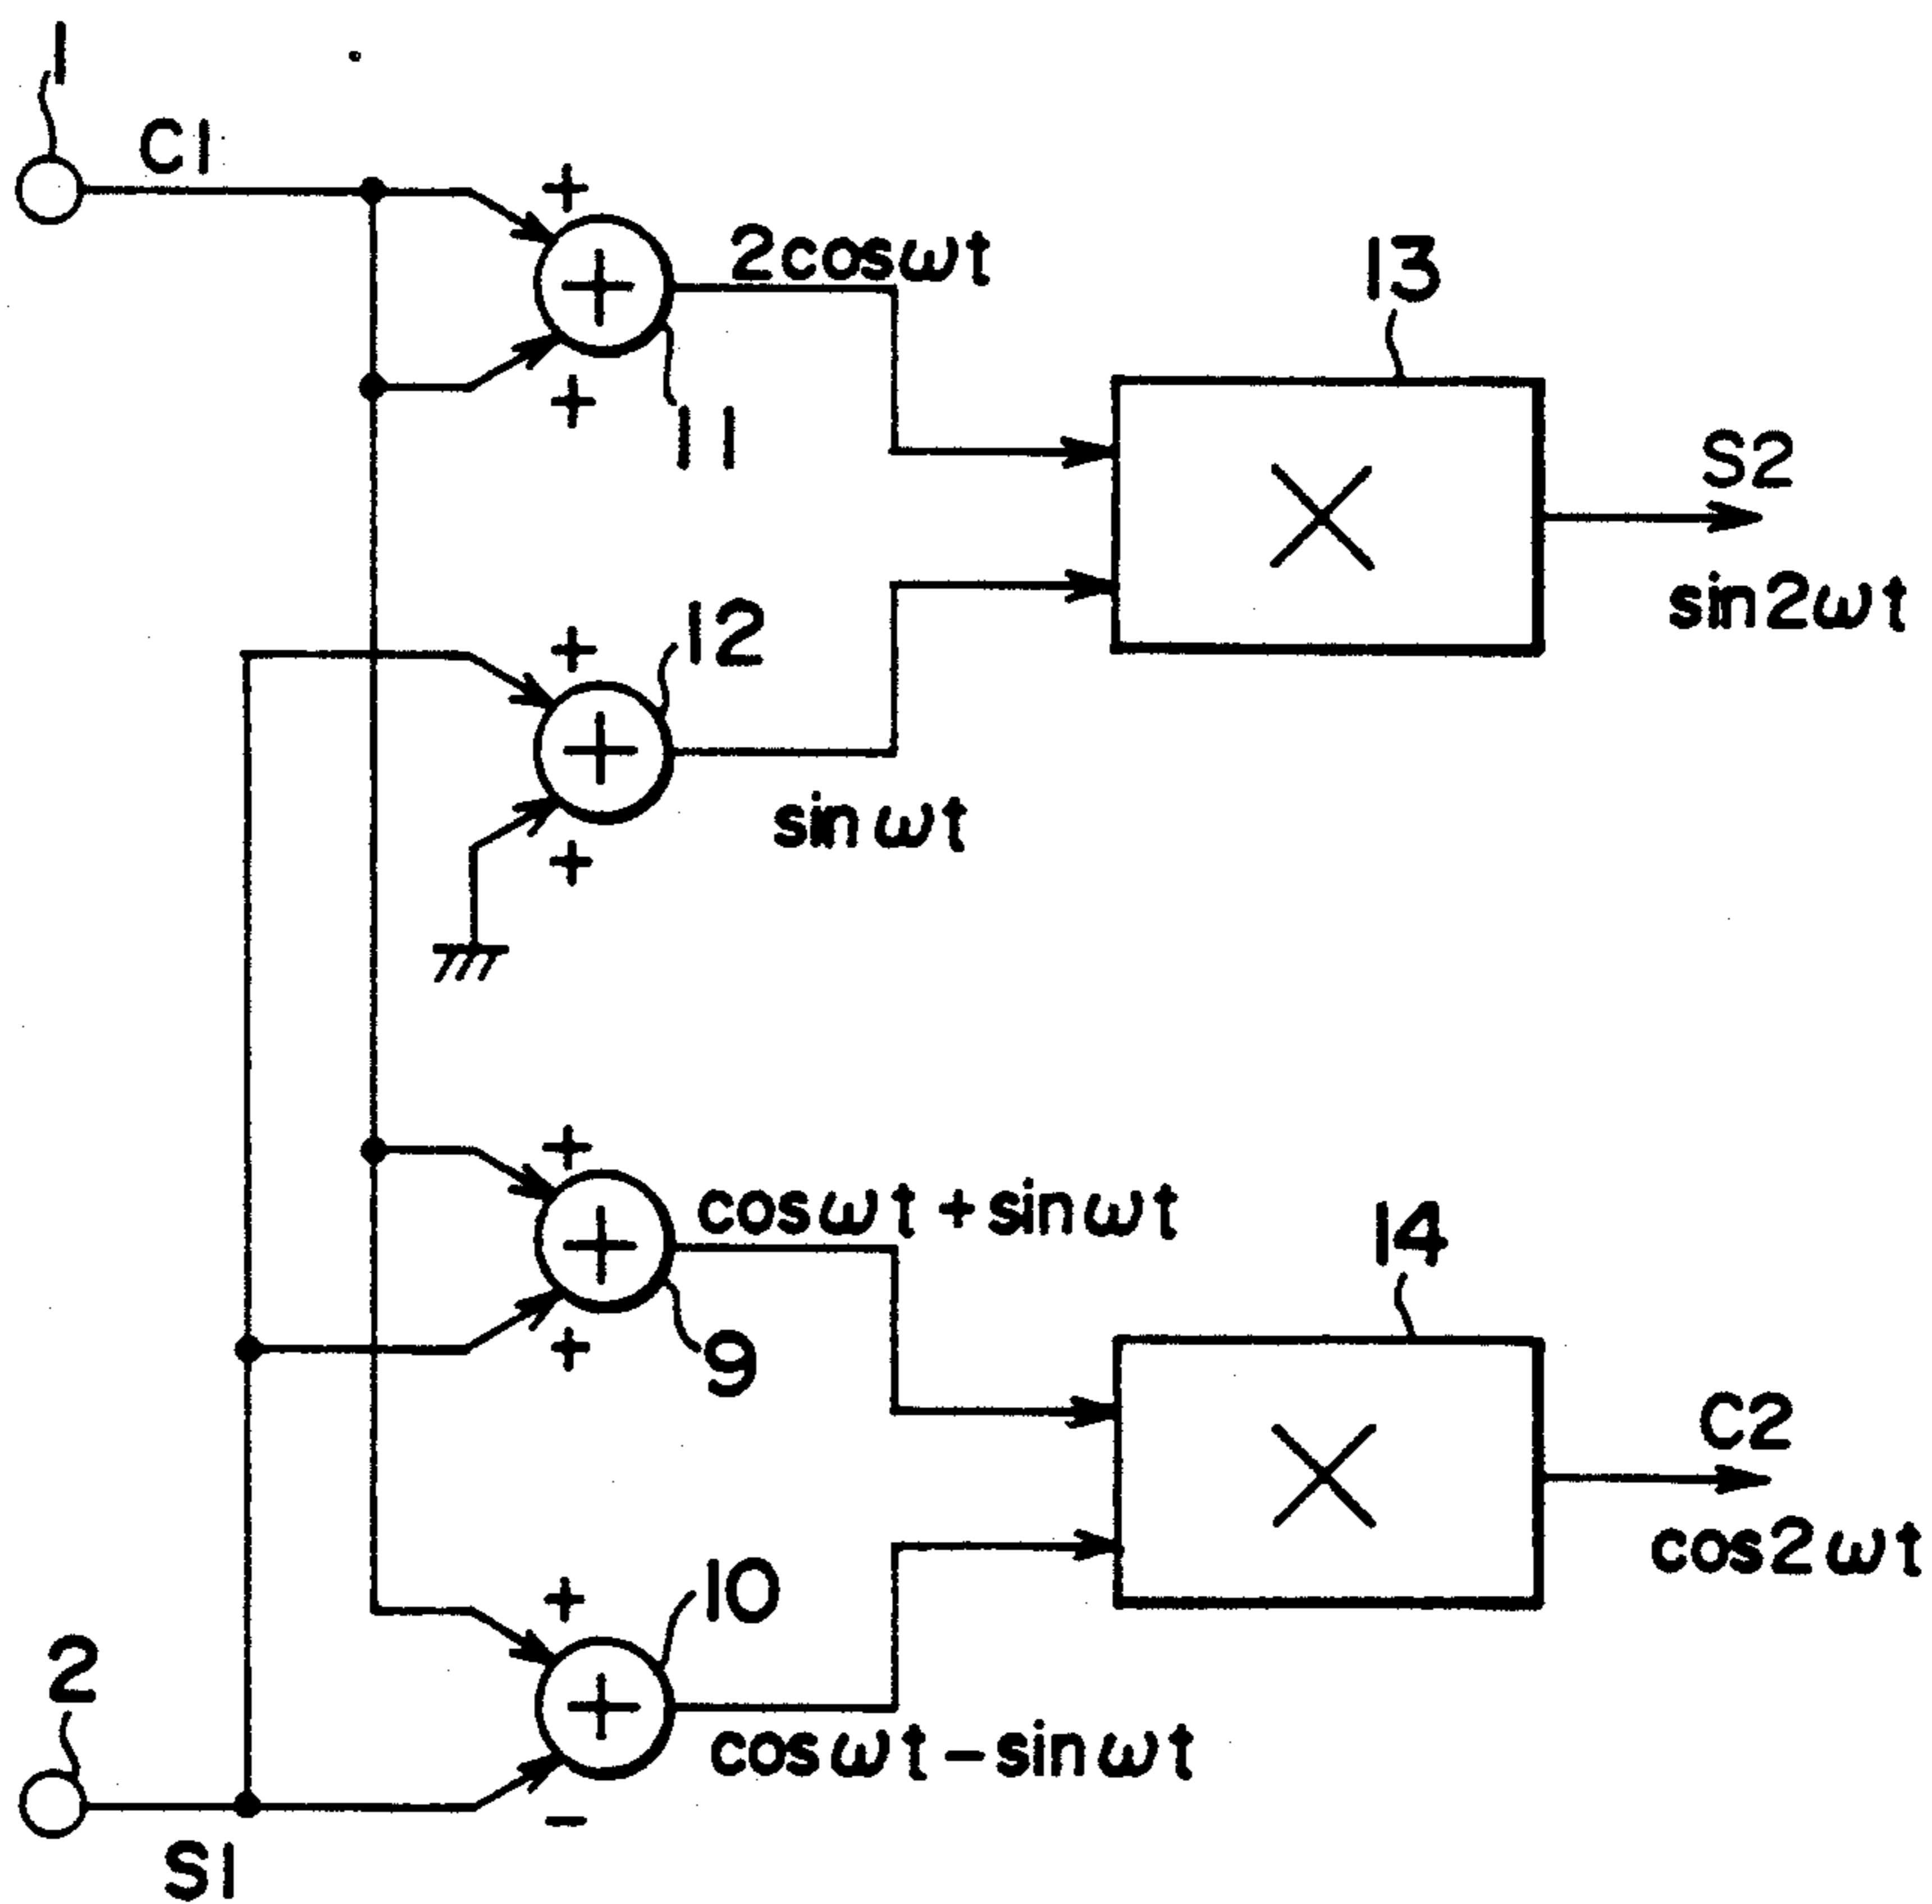 1
C1
+
2cosωt
13
+
11
S2
sin2ωt
12
+
sinωt
+
+
cosωt+sinωt
14
+
9
C2
cos2ωt
+
10
2
cosωt-sinωt
-
S1